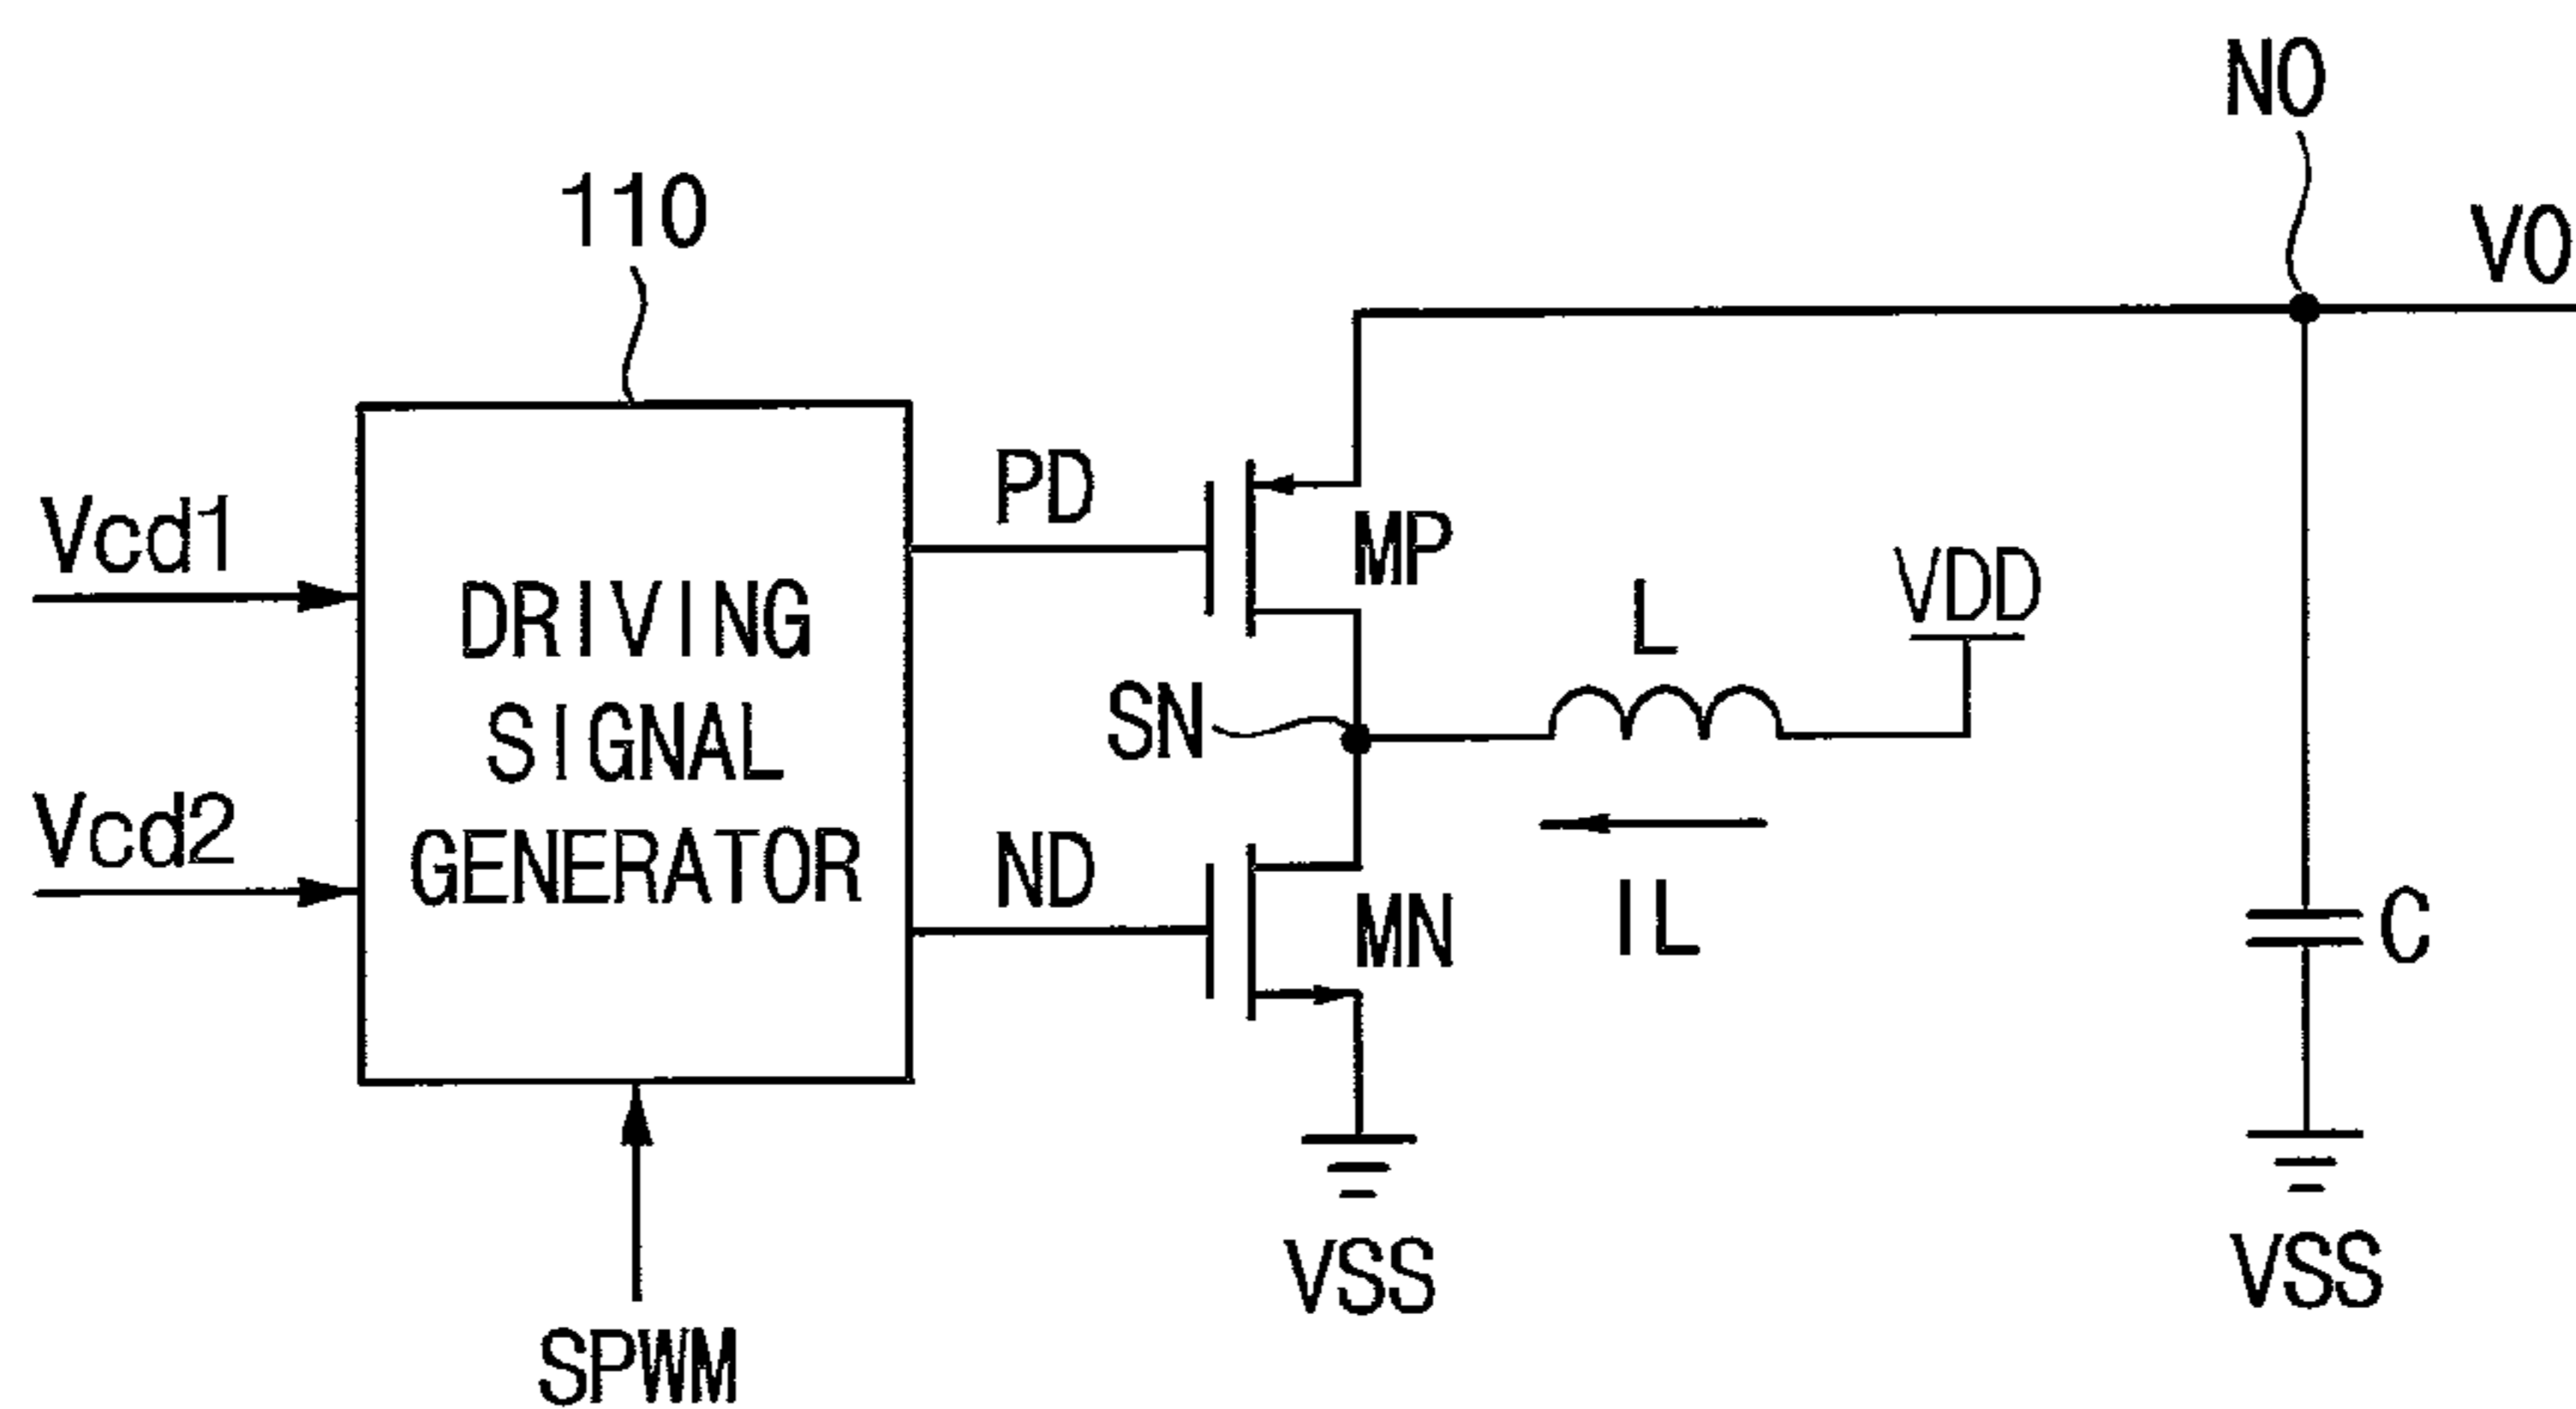 NO
110
VO
PD
Vcd1
MP
VDD
DRIVING
SIGNAL
GENERATOR
L
SN
Vcd2
ND
MN
IL
C
VSS
VSS
SPWM